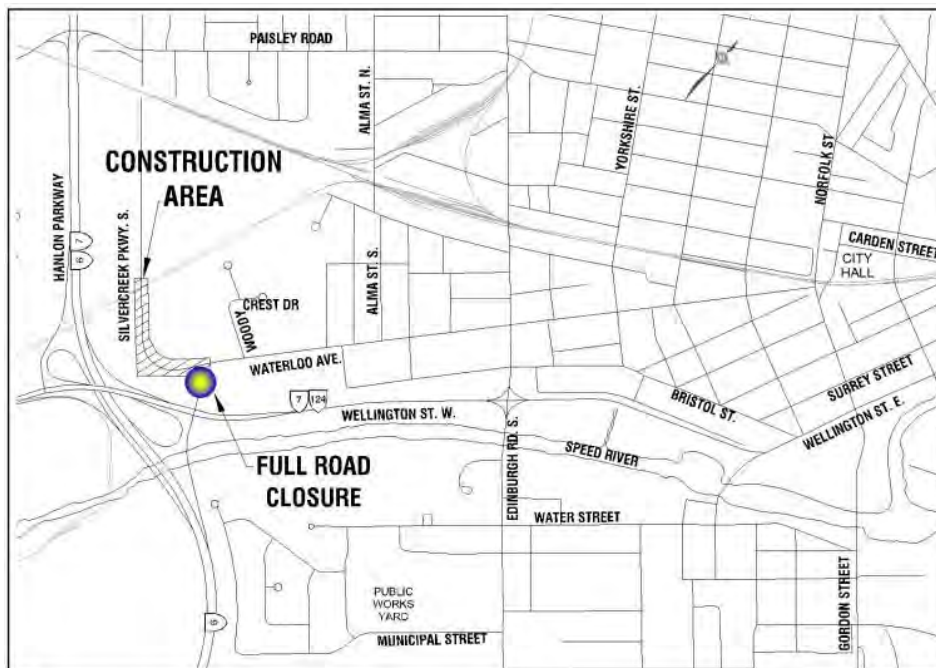 PAISLEY ROAD
ALMA ST. N.
YORKSHIRE ST.
NORFOLK ST
CONSTRUCTION
AREA
HANLON PARKWAY
7
6
SILVERCREEK PKWY. S.
CARDEN STREET
CITY
HALL
ALMA ST. S.
CREST DR
WOODY
WATERLOO AVE.
7
124
WELLINGTON ST. W.
BRISTOL ST.
SURREY STREET
WELLINGTON ST. E.
FULL ROAD
CLOSURE
SPEED RIVER
EDINBURGH RD. S.
WATER STREET
PUBLIC
WORKS
YARD
MUNICIPAL STREET
GORDON STREET
6